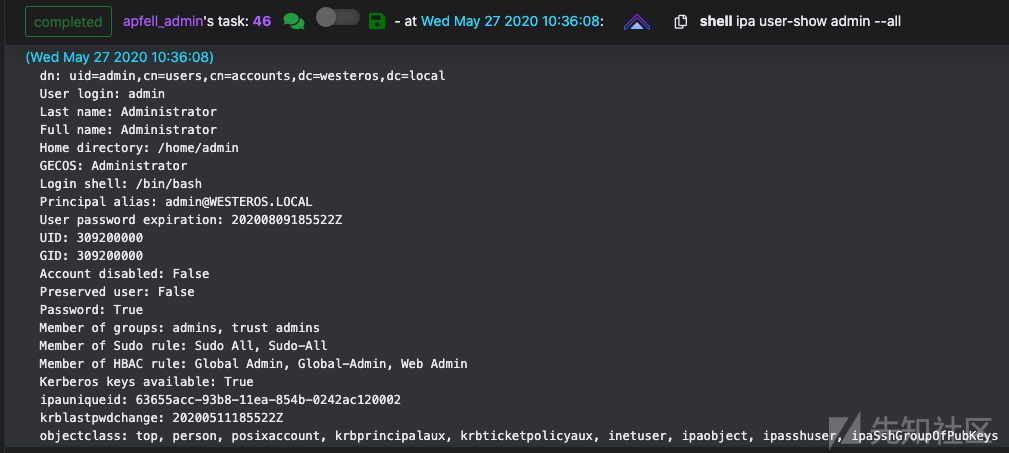 completed apfell_admin's task: 46 - at Wed May 27 2020 10:36:08: shell ipa user-show admin --all
(Wed May 27 2020 10:36:08)
dn: uid=admin,cn=users,cn=accounts,dc=westeros,dc=local
User login: admin
Last name: Administrator
Full name: Administrator
Home directory: /home/admin
GECOS: Administrator
Login shell: /bin/bash
Principal alias: admin@WESTEROS.LOCAL
User password expiration: 20200809185522Z
UID: 309200000
GID: 309200000
Account disabled: False
Preserved user: False
Password: True
Member of groups: admins, trust admins
Member of Sudo rule: Sudo All, Sudo-All
Member of HBAC rule: Global Admin, Global-Admin, Web Admin
Kerberos keys available: True
ipauniqueid: 63655acc-93b8-11ea-854b-0242ac120002
krblastpwdchange: 20200511185522Z
objectclass: top, person, posixaccount, krbprincipalaux, krbticketpolicyaux, inetuser, ipaobject, ipasshuser, ipaSshGroupOfPubKeys
先知社区